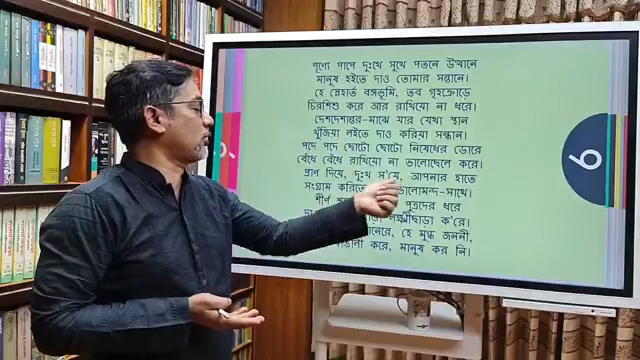 পূণ্যে পাপে দুঃখে সুখে পতনে উত্থানে
মানুষ হইতে দাও তোমার সন্তানে।
হে স্নেহার্ত বঙ্গভূমি, তব গৃহক্রোড়ে
চিরশিশু করে আর রাখিয়ো না ধরে।
দেশদেশান্তর-মাঝে যার যেথা স্থান
খুঁজিয়া লইতে দাও করিয়া সন্ধান।
পদে পদে ছোটো ছোটো নিষেধের ডোরে
বেঁধে বেঁধে রাখিয়ো না ভালোছেলে করে।
প্রাণ দিয়ে, দুঃখ স'য়ে, আপনার হাতে
সংগ্রাম করিতে ভালোমন্দ-সাথে।
শীর্ণ পুত্রদের ধরে
লক্ষ্মীছাড়া ক'রে।
হে মুগ্ধ জননী,
করে, মানুষ কর নি।
৬